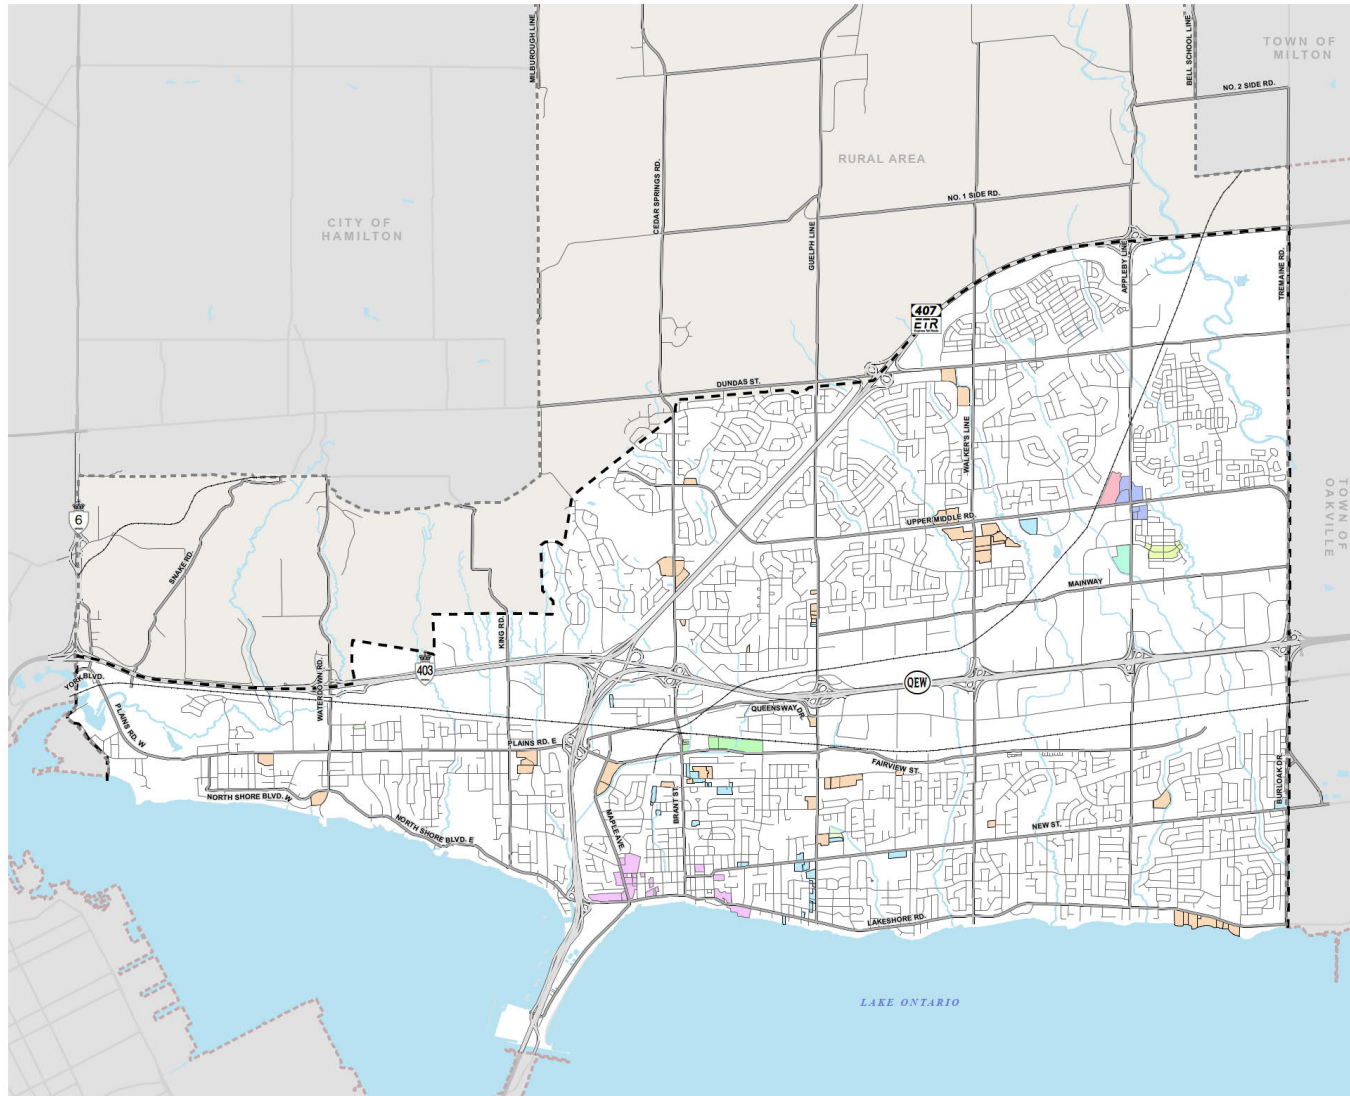 MILBOROUGH LINE
BELL SCHOOL LINE
TOWN OF
MILTON
NO. 2 SIDE RD.
RURAL AREA
CEDAR SPRINGS RD.
NO. 1 SIDE RD.
CITY OF
HAMILTON
GUELPH LINE
APPLEBY LINE
TREMAINE RD.
407
ETR
DUNDAS ST.
WALKER'S LINE
TOWN OF
OAKVILLE
6
UPPER MIDDLE RD.
SNAKE RD.
MAINWAY
KING RD.
403
WATERDOWN RD.
YORK BLVD.
QEW
PLAINS RD. W
QUEENSWAY DR.
PLAINS RD. E
FAIRVIEW ST.
BURLOAK DR.
NORTH SHORE BLVD. W
BRANT ST.
MAPLE AVE.
NORTH SHORE BLVD. E
NEW ST.
LAKESHORE RD.
LAKE ONTARIO